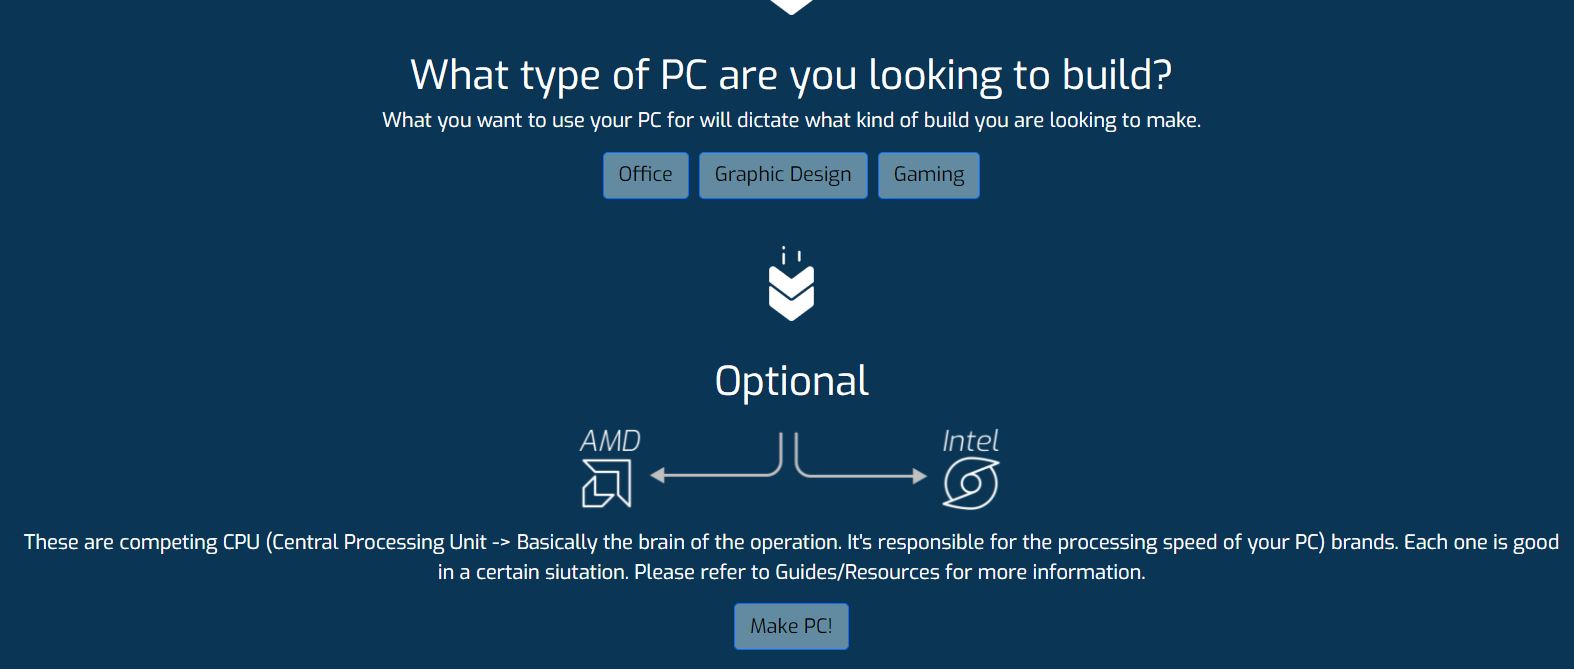 What type of PC are you looking to build?
What you want to use your PC for will dictate what kind of build you are looking to make.
Office Graphic Design Gaming
Optional
AMD Intel
These are competing CPU (Central Processing Unit -> Basically the brain of the operation. It's responsible for the processing speed of your PC) brands. Each one is good
in a certain siutation. Please refer to Guides/Resources for more information.
Make PC!